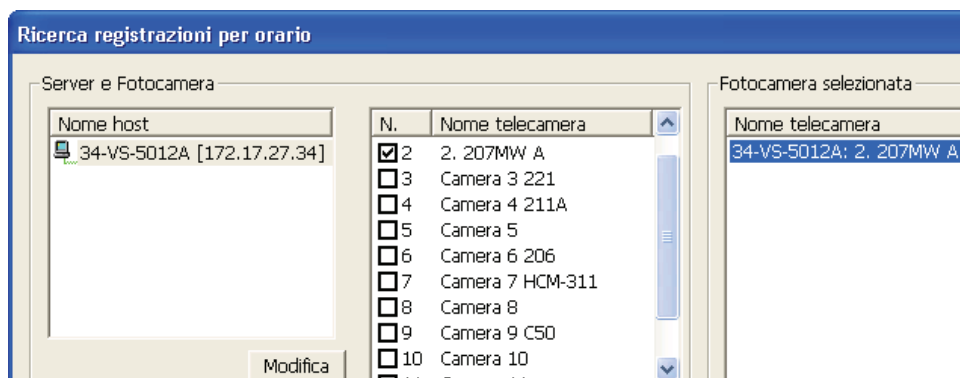 Ricerca registrazioni per orario
Server e Fotocamera
Fotocamera selezionata
Nome host
34-VS-5012A [172.17.27.34]
Modifica
N. Nome telecamera
2 2. 207MW A
3 Camera 3 221
4 Camera 4 211A
5 Camera 5
6 Camera 6 206
7 Camera 7 HCM-311
8 Camera 8
9 Camera 9 C50
10 Camera 10
Nome telecamera
34-VS-5012A: 2. 207MW A